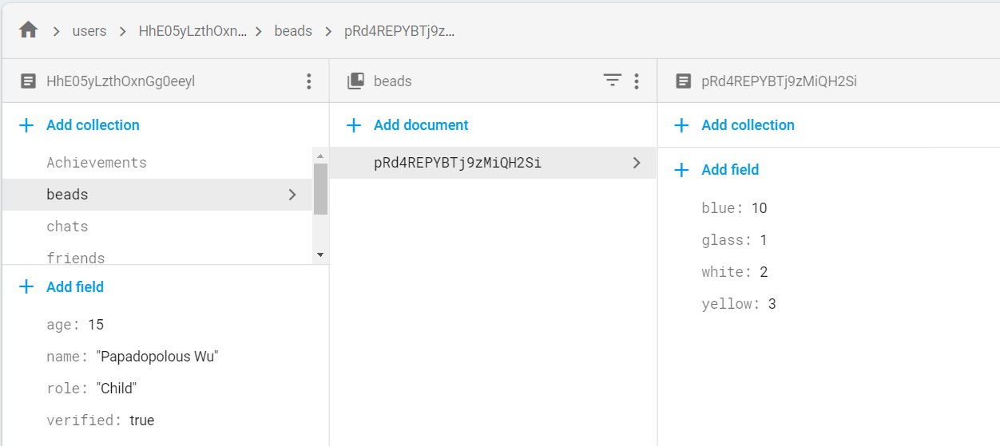 users HhE05yLzthOxn... beads pRd4REPYBTj9z...
HhE05yLzthOxnGg0eeyl
Add collection
Achievements
beads
chats
friends
Add field
age: 15
name: "Papadopolous Wu"
role: "Child"
verified: true
beads
Add document
pRd4REPYBTj9zMiQH2Si
pRd4REPYBTj9zMiQH2Si
Add collection
Add field
blue: 10
glass: 1
white: 2
yellow: 3